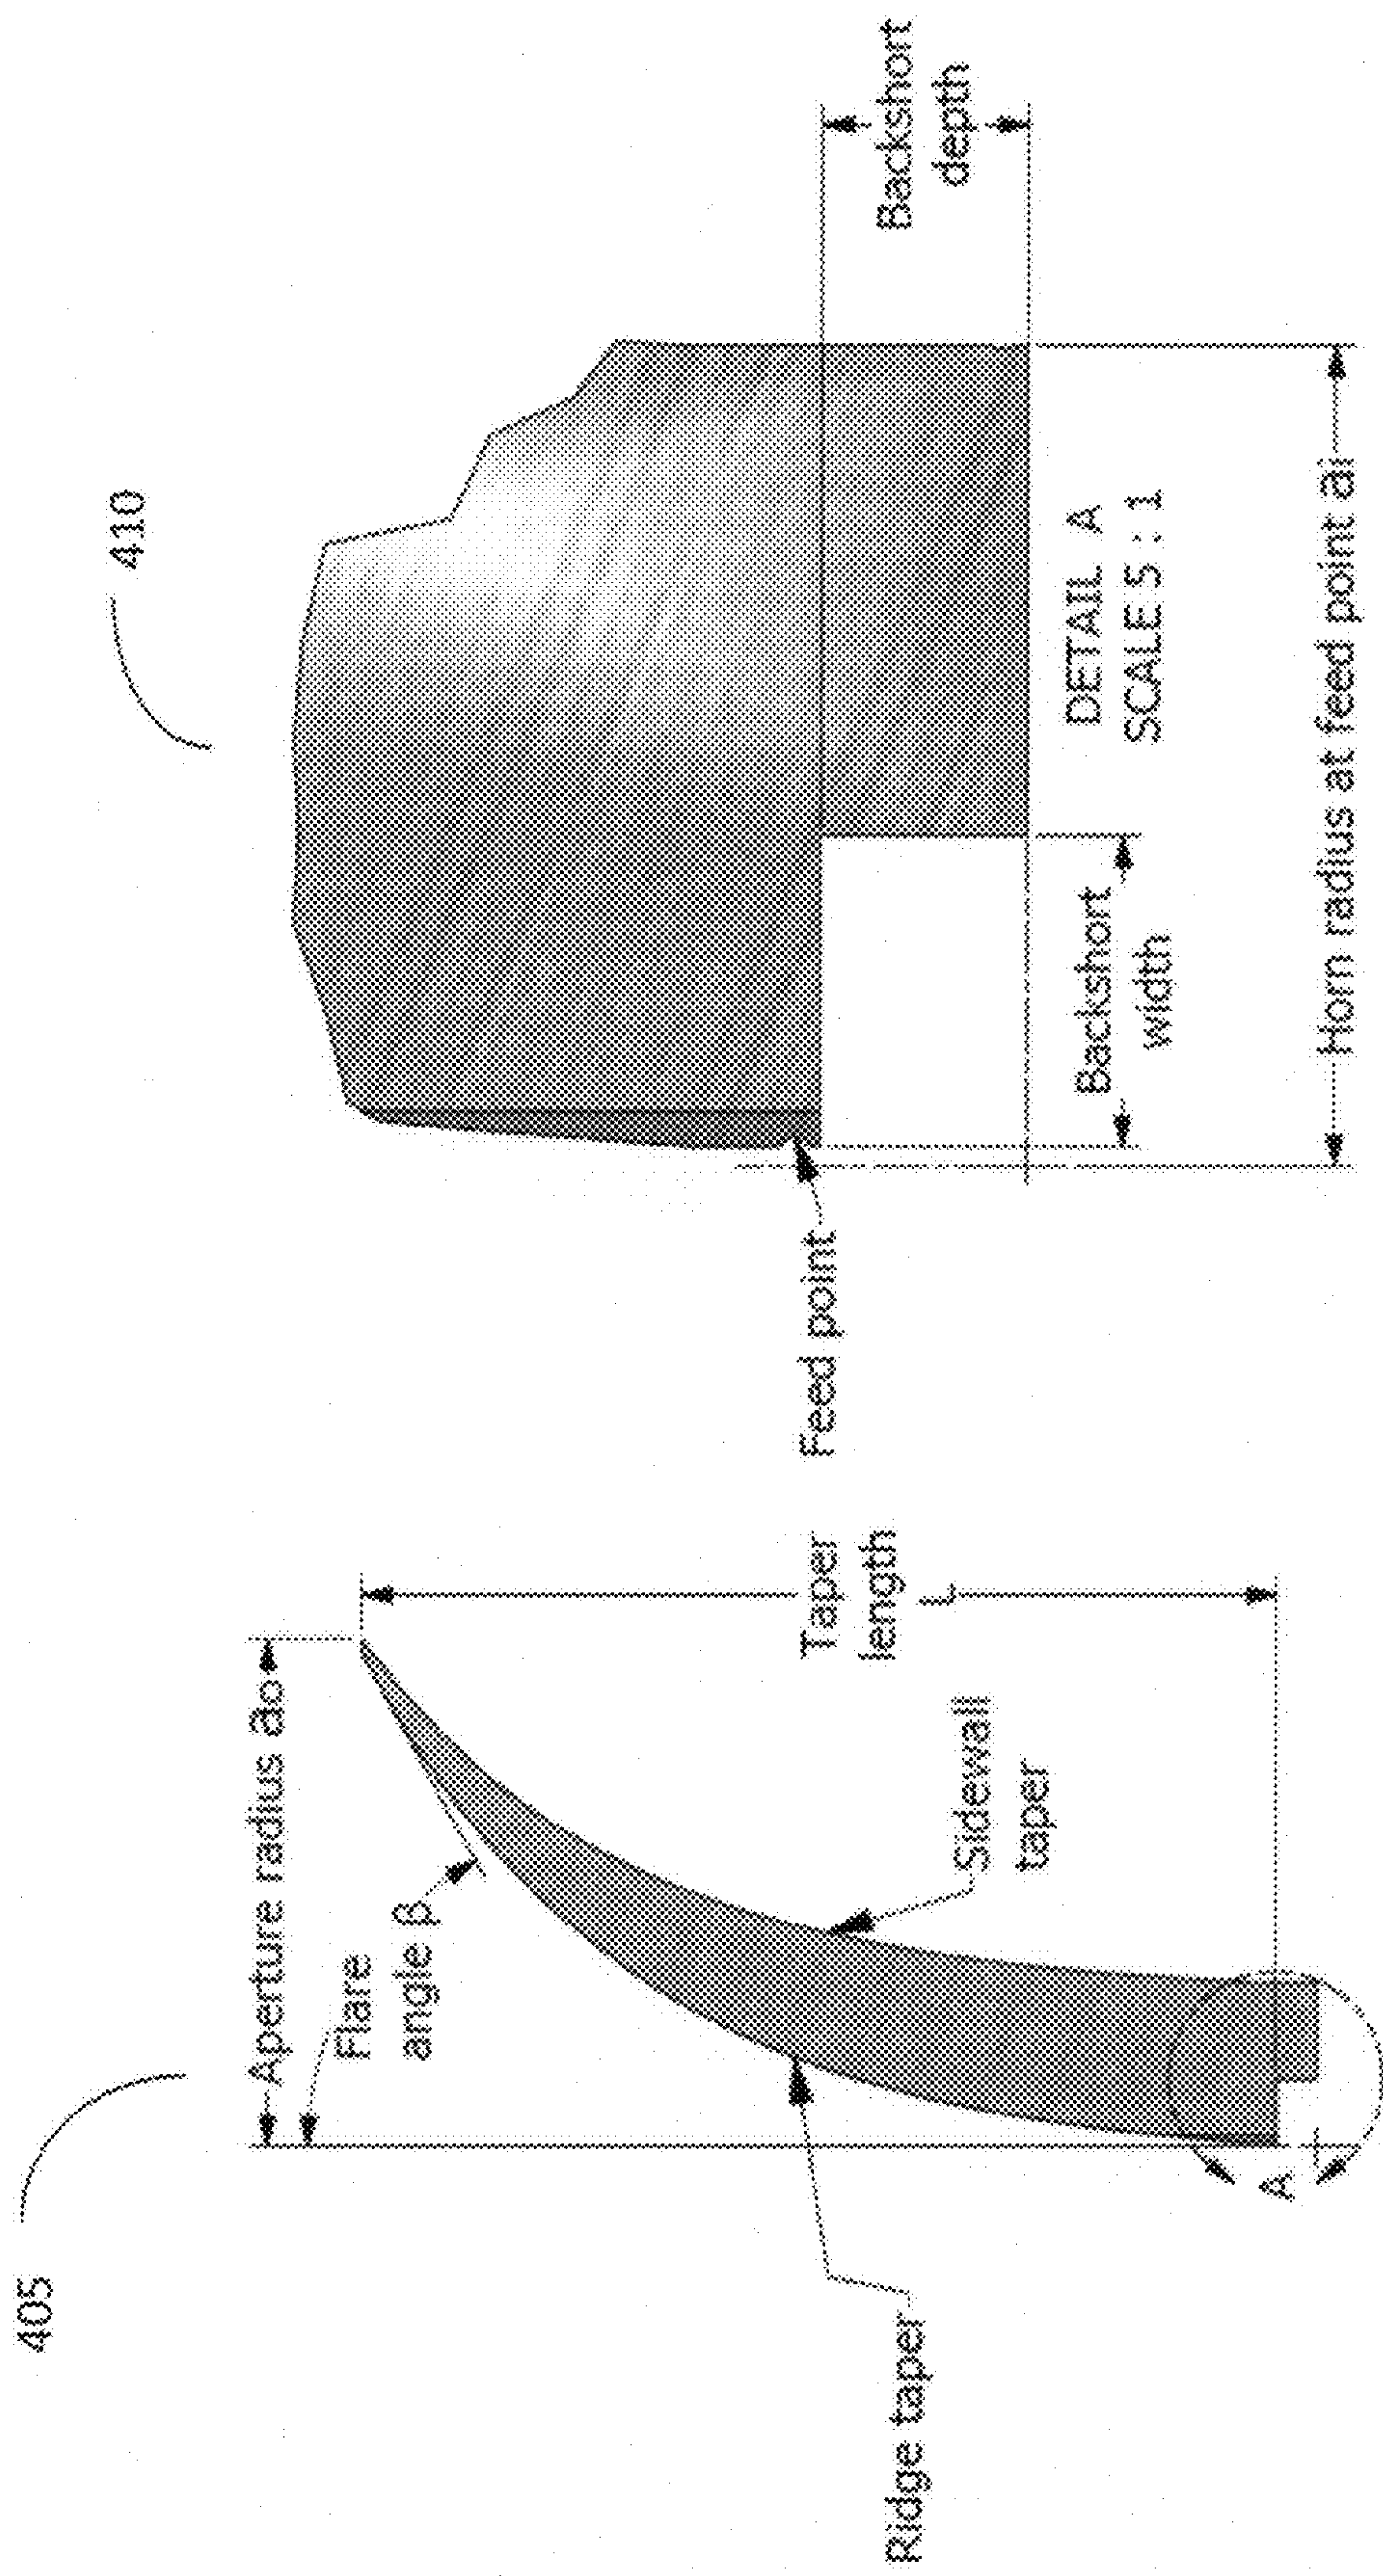 405
Aperture radius ao
Flare
angle β
Ridge taper
Sidewall
taper
Taper
length
L
A
410
Feed point
Backshort
depth
Backshort
width
DETAIL A
SCALE 5 : 1
Horn radius at feed point ai